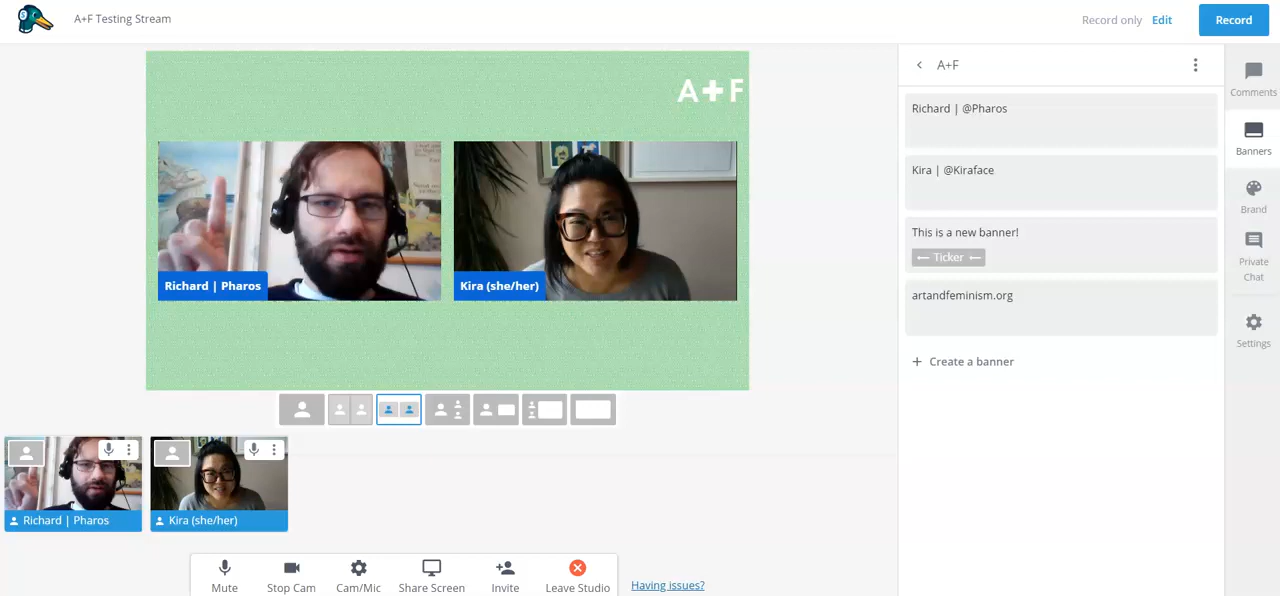 A+F Testing Stream
Record only Edit Record
A+F
Richard | Pharos
Kira (she/her)
Richard | Pharos
Kira (she/her)
Mute
Stop Cam
Cam/Mic
Share Screen
Invite
Leave Studio
Having issues?
A+F
Richard | @Pharos
Kira | @Kiraface
This is a new banner!
← Ticker ←
artandfeminism.org
+ Create a banner
Comments
Banners
Brand
Private
Chat
Settings